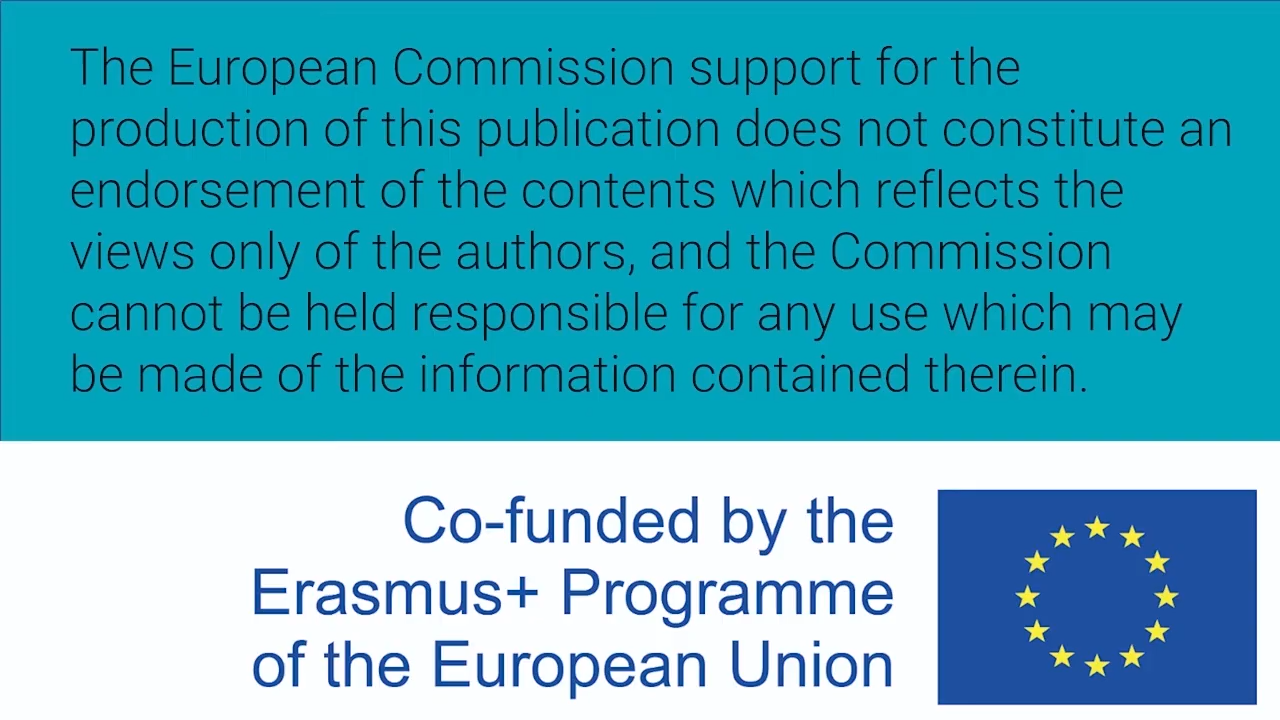 The European Commission support for the
production of this publication does not constitute an
endorsement of the contents which reflects the
views only of the authors, and the Commission
cannot be held responsible for any use which may
be made of the information contained therein.
Co-funded by the
Erasmus+ Programme
of the European Union